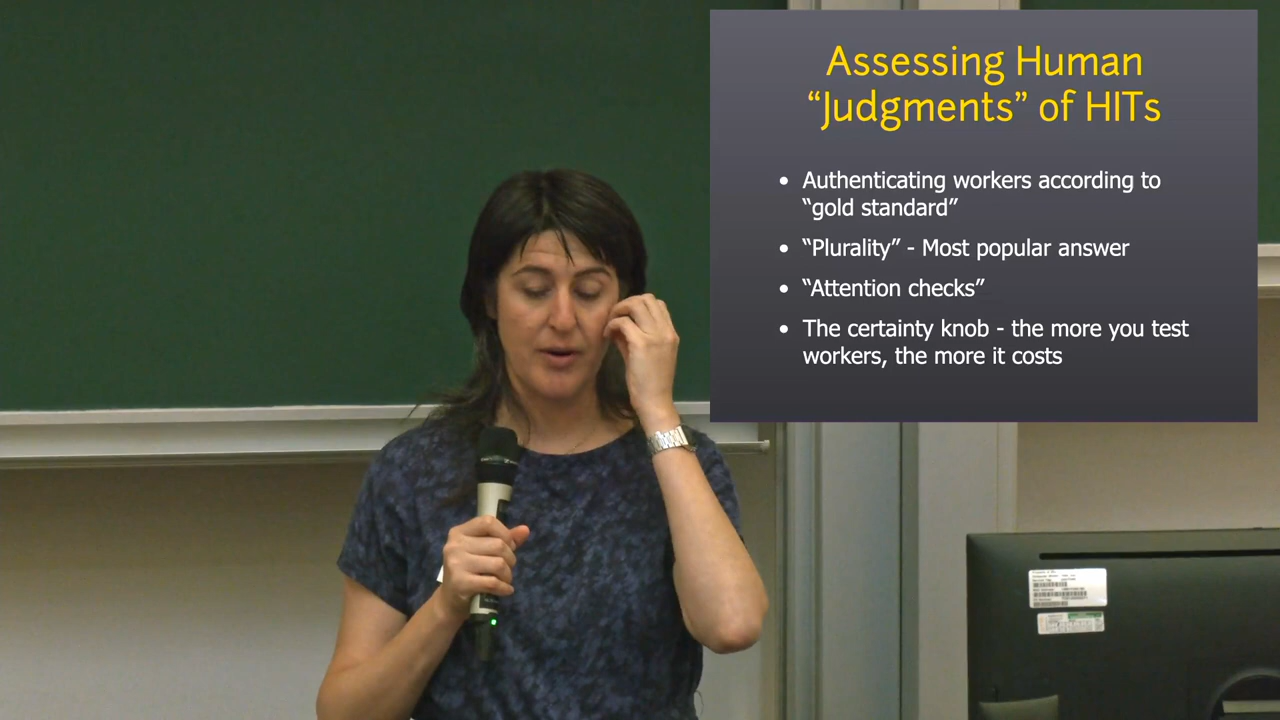 Assessing Human
“Judgments” of HITs
• Authenticating workers according to
“gold standard”
• “Plurality” - Most popular answer
• “Attention checks”
• The certainty knob - the more you test
workers, the more it costs